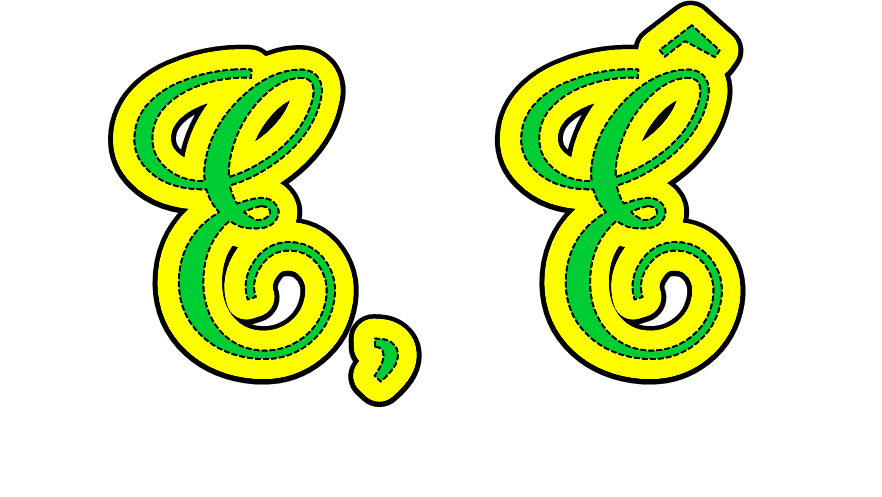 E, Ê